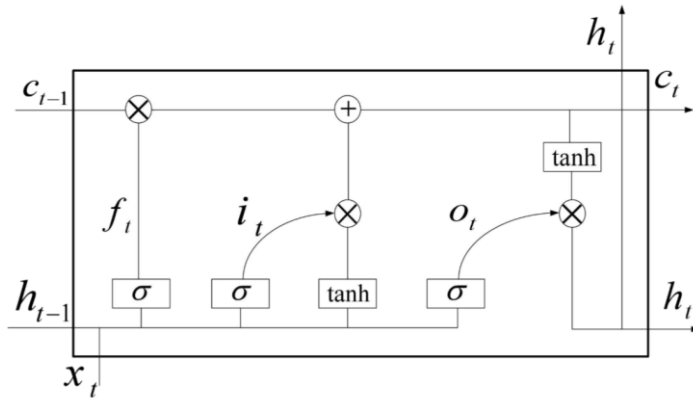 h_t
c_{t-1} c_t
tanh
f_t i_t o_t
σ σ tanh σ
h_{t-1} h_t
x_t